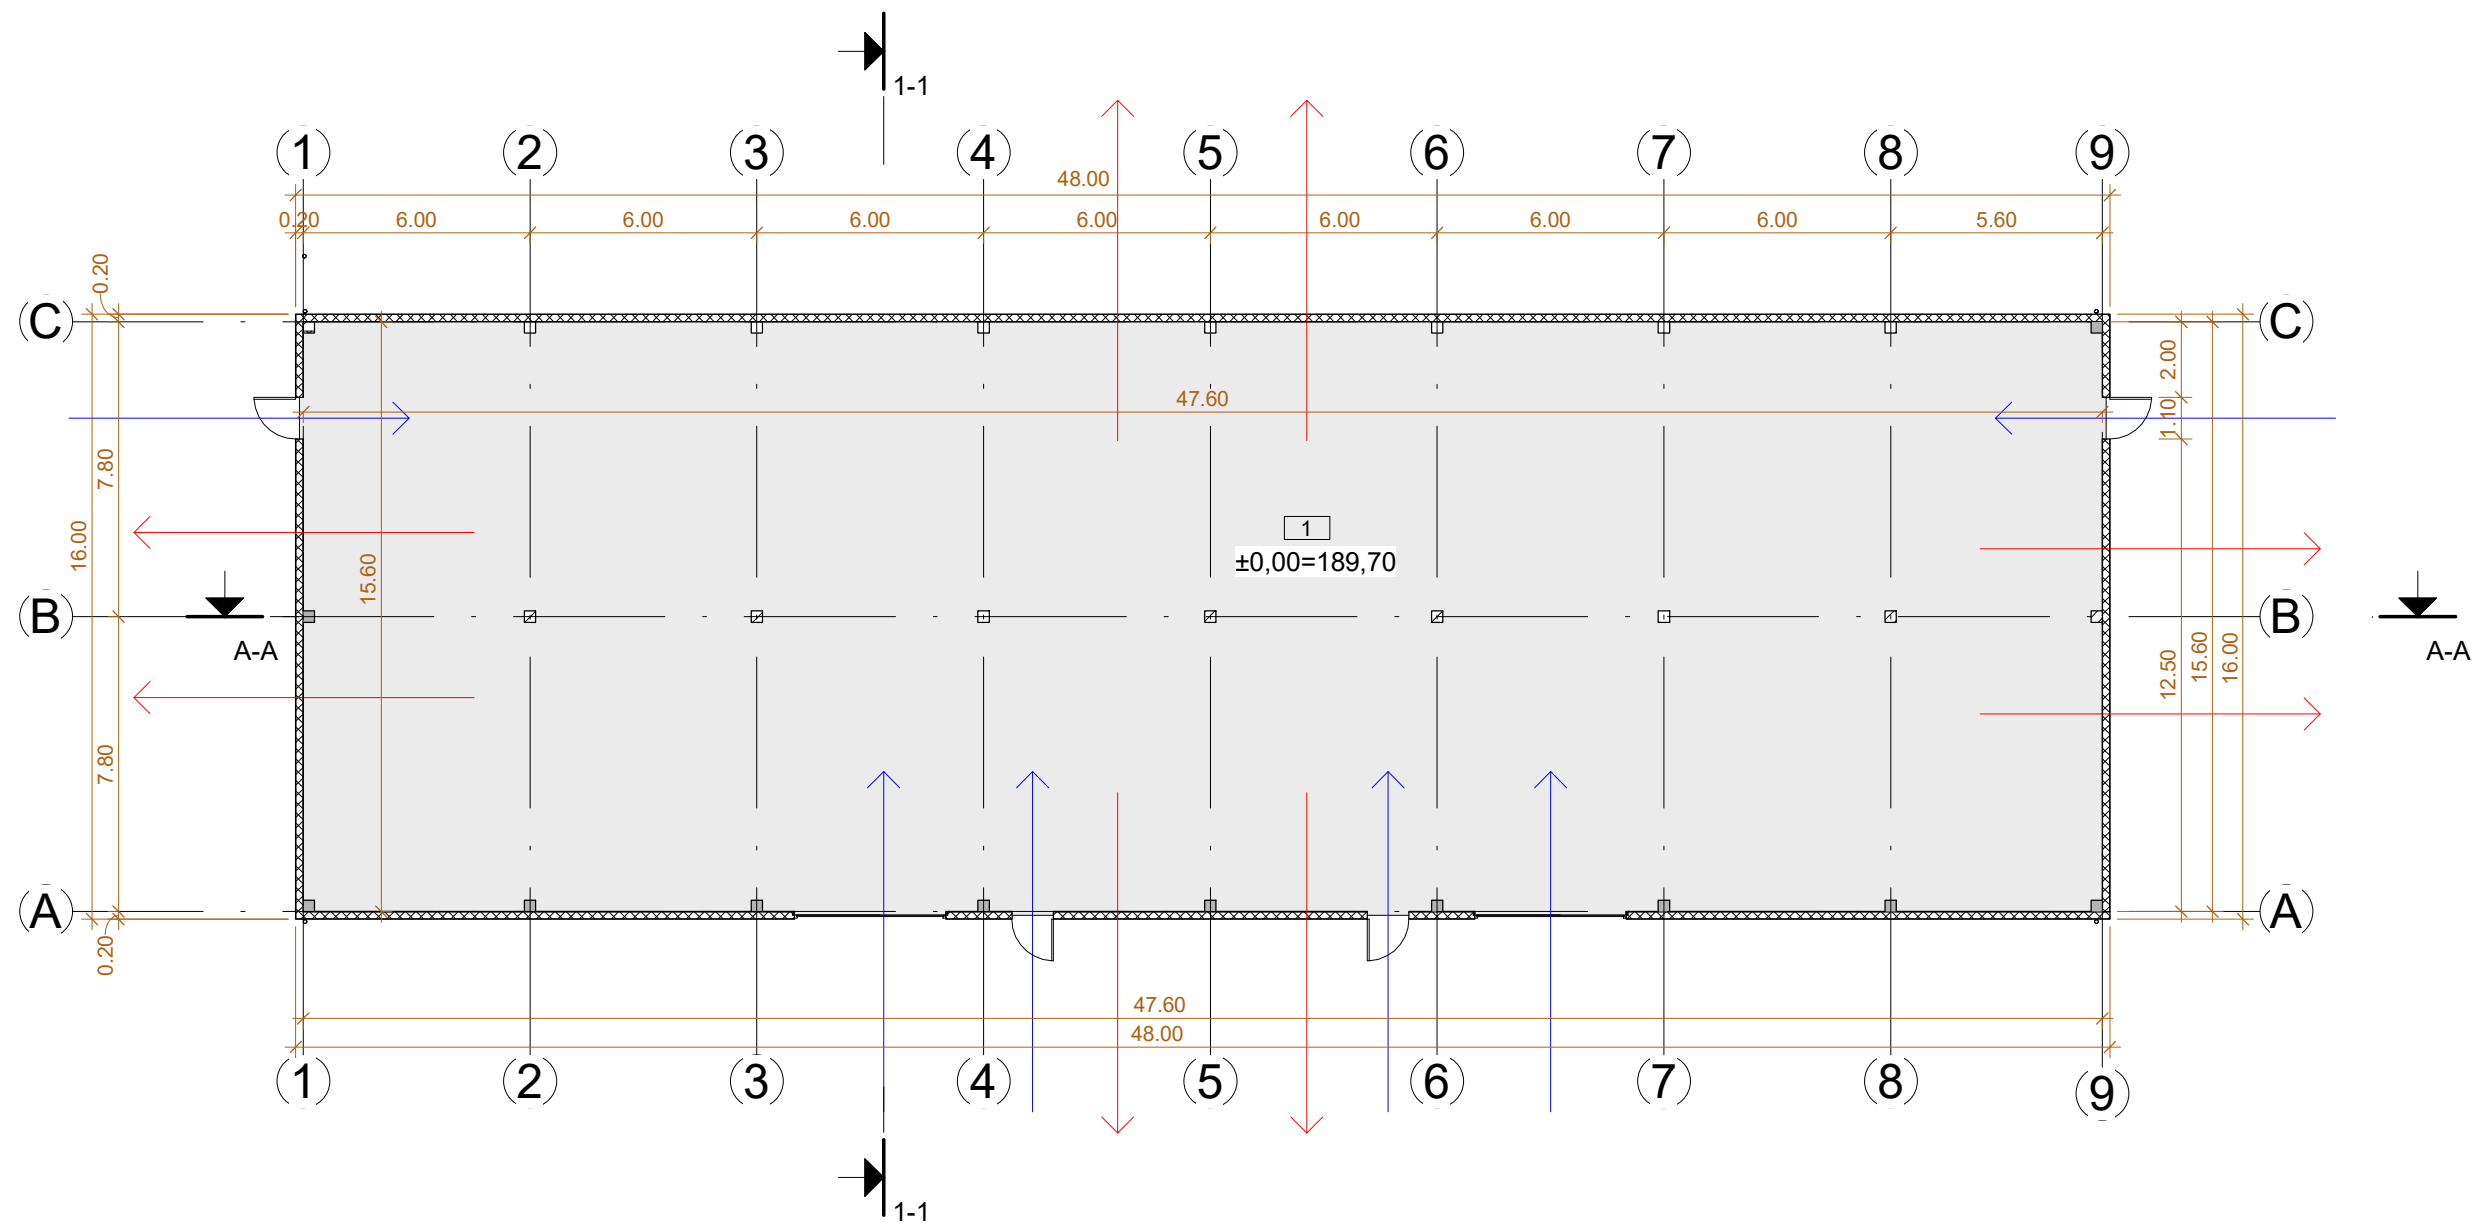 1-1
(1) (2) (3) (4) (5) (6) (7) (8) (9)
48.00
0.20 6.00 6.00 6.00 6.00 6.00 6.00 6.00 5.60
0.20
(C) (C)
2.00
47.60
1.10
7.80
16.00
15.60
1
±0,00=189,70
(B) (B)
A-A A-A
12.50
15.60
16.00
7.80
(A) (A)
0.20
47.60
48.00
(1) (2) (3) (4) (5) (6) (7) (8) (9)
1-1